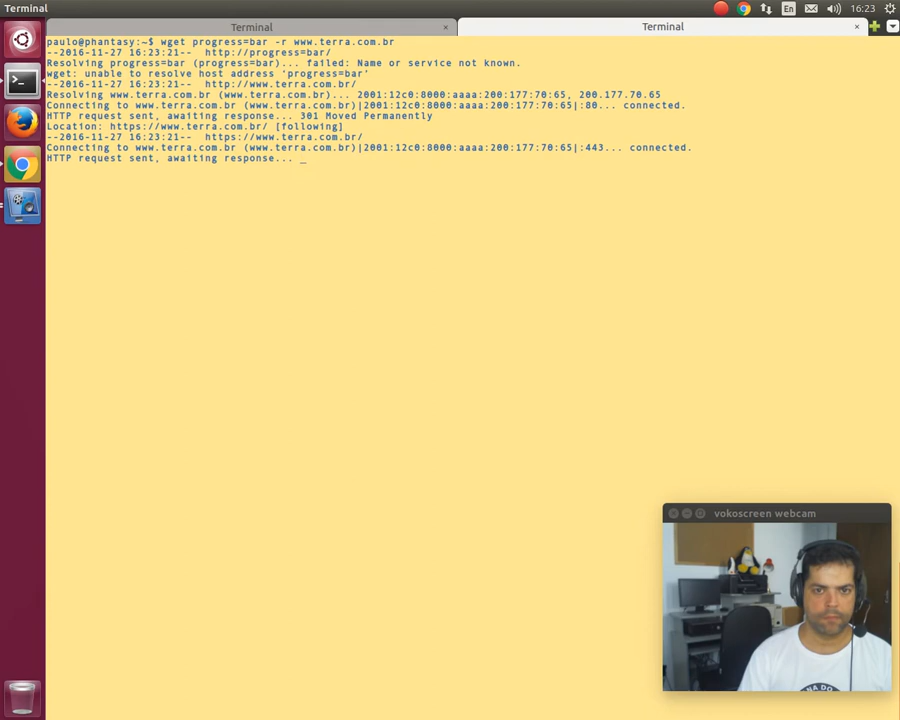 Terminal
En
16:23
Terminal
×
Terminal
×
paulo@phantasy:~$ wget progress=bar -r www.terra.com.br
--2016-11-27 16:23:21--  http://progress=bar/
Resolving progress=bar (progress=bar)... failed: Name or service not known.
wget: unable to resolve host address ‘progress=bar’
--2016-11-27 16:23:21--  http://www.terra.com.br/
Resolving www.terra.com.br (www.terra.com.br)... 2001:12c0:8000:aaaa:200:177:70:65, 200.177.70.65
Connecting to www.terra.com.br (www.terra.com.br)|2001:12c0:8000:aaaa:200:177:70:65|:80... connected.
HTTP request sent, awaiting response... 301 Moved Permanently
Location: https://www.terra.com.br/ [following]
--2016-11-27 16:23:21--  https://www.terra.com.br/
Connecting to www.terra.com.br (www.terra.com.br)|2001:12c0:8000:aaaa:200:177:70:65|:443... connected.
HTTP request sent, awaiting response... _
vokoscreen webcam
NA DO